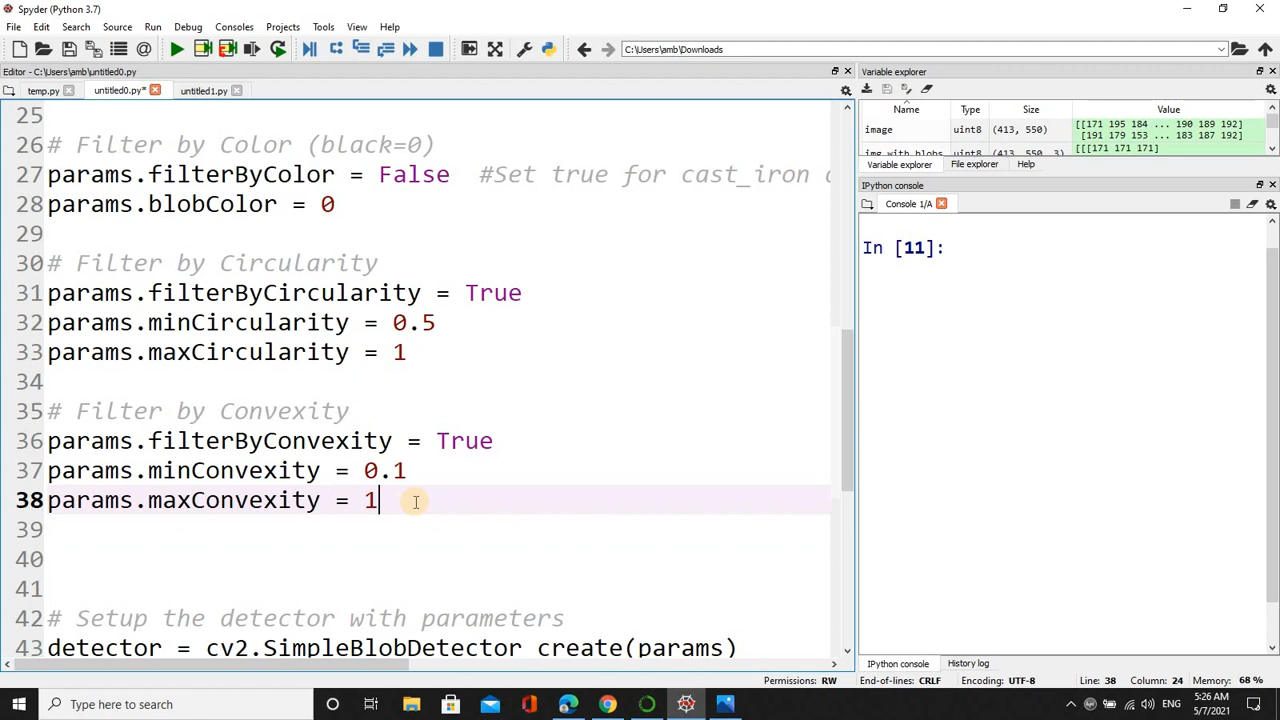 Spyder (Python 3.7)
File Edit Search Source Run Debug Consoles Projects Tools View Help
C:\Users\amb\Downloads
Editor - C:\Users\amb\untitled0.py
temp.py untitled0.py* untitled1.py
25
26 # Filter by Color (black=0)
27 params.filterByColor = False #Set true for cast_iron
28 params.blobColor = 0
29
30 # Filter by Circularity
31 params.filterByCircularity = True
32 params.minCircularity = 0.5
33 params.maxCircularity = 1
34
35 # Filter by Convexity
36 params.filterByConvexity = True
37 params.minConvexity = 0.1
38 params.maxConvexity = 1
39
40
41
42 # Setup the detector with parameters
43 detector = cv2.SimpleBlobDetector_create(params)
Variable explorer
Name Type Size Value
image uint8 (413, 550) [[171 195 184 ... 190 189 192]
[191 179 153 ... 183 187 192]
img_with_blobs uint8 (413, 550, 3) [[[171 171 171]
Variable explorer File explorer Help
IPython console
Console 1/A
In [11]:
IPython console History log
Permissions: RW End-of-lines: CRLF Encoding: UTF-8 Line: 38 Column: 24 Memory: 68 %
Type here to search
5:26 AM
5/7/2021